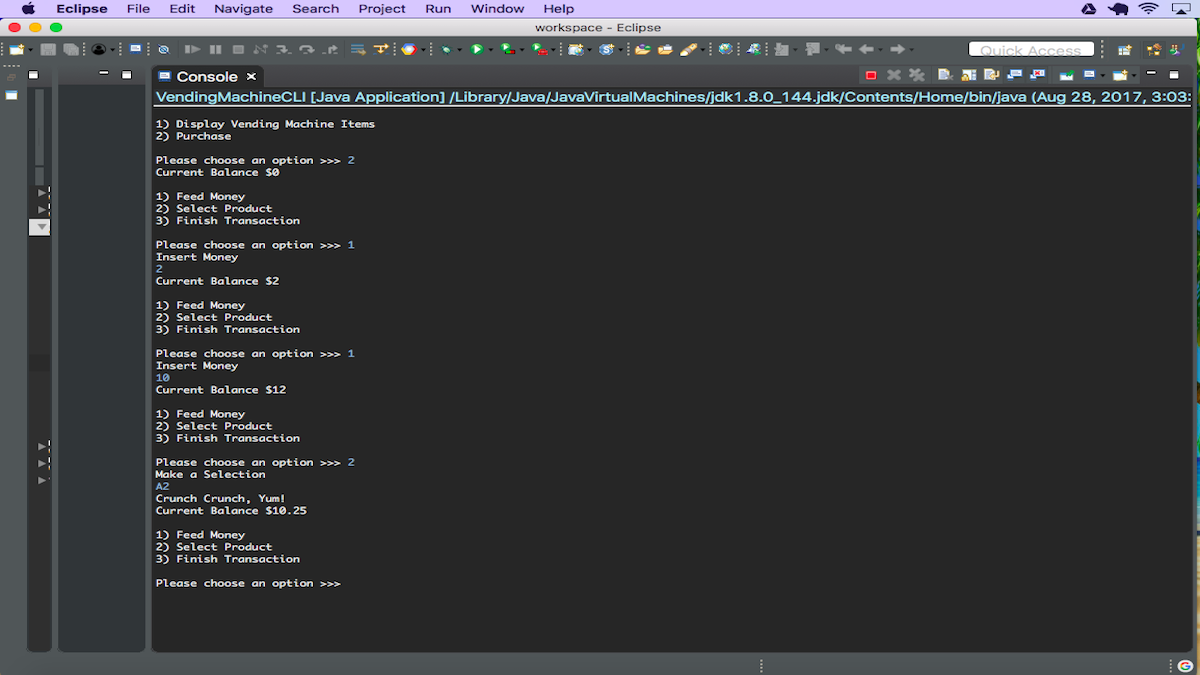 Eclipse File Edit Navigate Search Project Run Window Help
workspace - Eclipse
Quick Access
Console
VendingMachineCLI [Java Application] /Library/Java/JavaVirtualMachines/jdk1.8.0_144.jdk/Contents/Home/bin/java (Aug 28, 2017, 3:03:
1) Display Vending Machine Items
2) Purchase
Please choose an option >>> 2
Current Balance $0
1) Feed Money
2) Select Product
3) Finish Transaction
Please choose an option >>> 1
Insert Money
2
Current Balance $2
1) Feed Money
2) Select Product
3) Finish Transaction
Please choose an option >>> 1
Insert Money
10
Current Balance $12
1) Feed Money
2) Select Product
3) Finish Transaction
Please choose an option >>> 2
Make a Selection
A2
Crunch Crunch, Yum!
Current Balance $10.25
1) Feed Money
2) Select Product
3) Finish Transaction
Please choose an option >>>